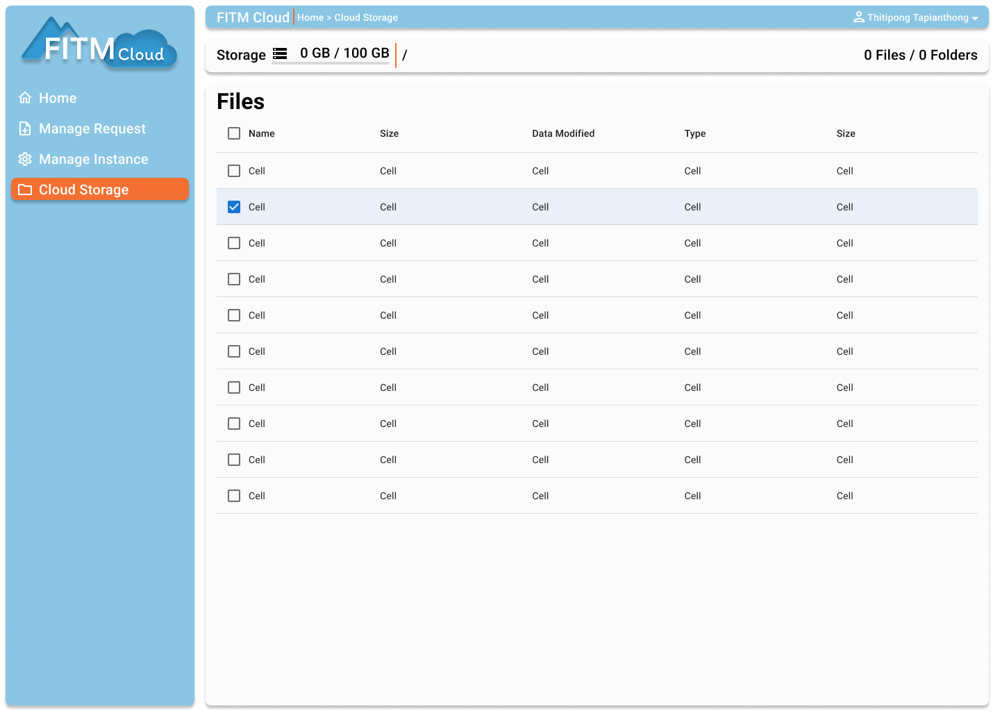 FITM Cloud
Home
Manage Request
Manage Instance
Cloud Storage
FITM Cloud Home > Cloud Storage Thitipong Tapianthong
Storage 0 GB / 100 GB / 0 Files / 0 Folders
Files
Name Size Data Modified Type Size
Cell Cell Cell Cell Cell
Cell Cell Cell Cell Cell
Cell Cell Cell Cell Cell
Cell Cell Cell Cell Cell
Cell Cell Cell Cell Cell
Cell Cell Cell Cell Cell
Cell Cell Cell Cell Cell
Cell Cell Cell Cell Cell
Cell Cell Cell Cell Cell
Cell Cell Cell Cell Cell